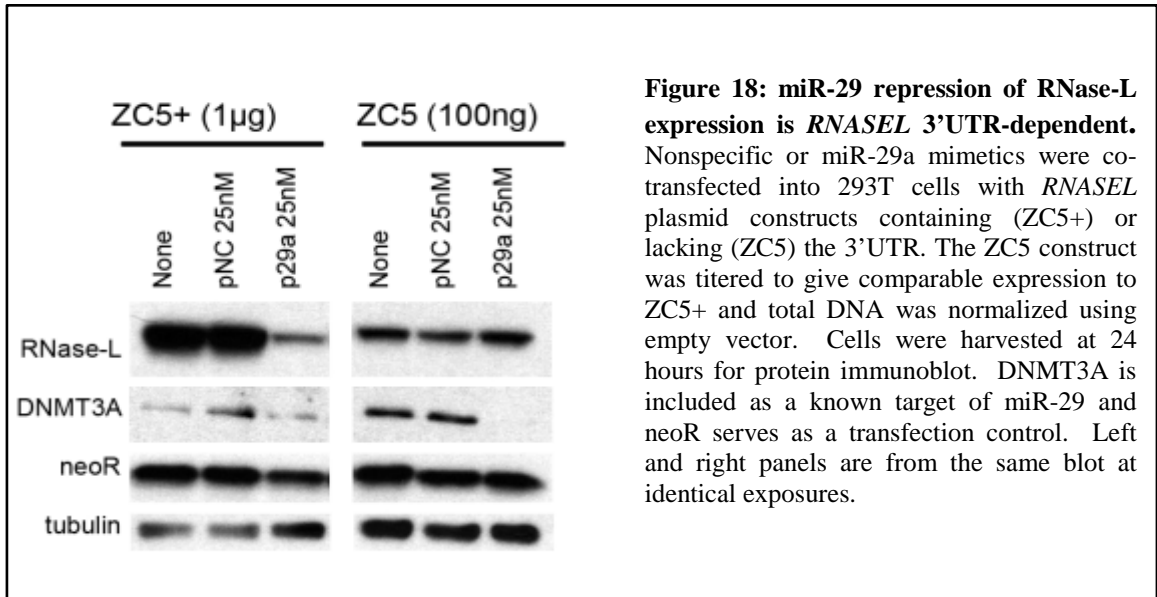 ZC5+ (1µg) ZC5 (100ng)
None pNC 25nM p29a 25nM None pNC 25nM p29a 25nM
RNase-L
DNMT3A
neoR
tubulin
Figure 18: miR-29 repression of RNase-L
expression is RNASEL 3’UTR-dependent.
Nonspecific or miR-29a mimetics were co-
transfected into 293T cells with RNASEL
plasmid constructs containing (ZC5+) or
lacking (ZC5) the 3’UTR. The ZC5 construct
was titered to give comparable expression to
ZC5+ and total DNA was normalized using
empty vector. Cells were harvested at 24
hours for protein immunoblot. DNMT3A is
included as a known target of miR-29 and
neoR serves as a transfection control. Left
and right panels are from the same blot at
identical exposures.